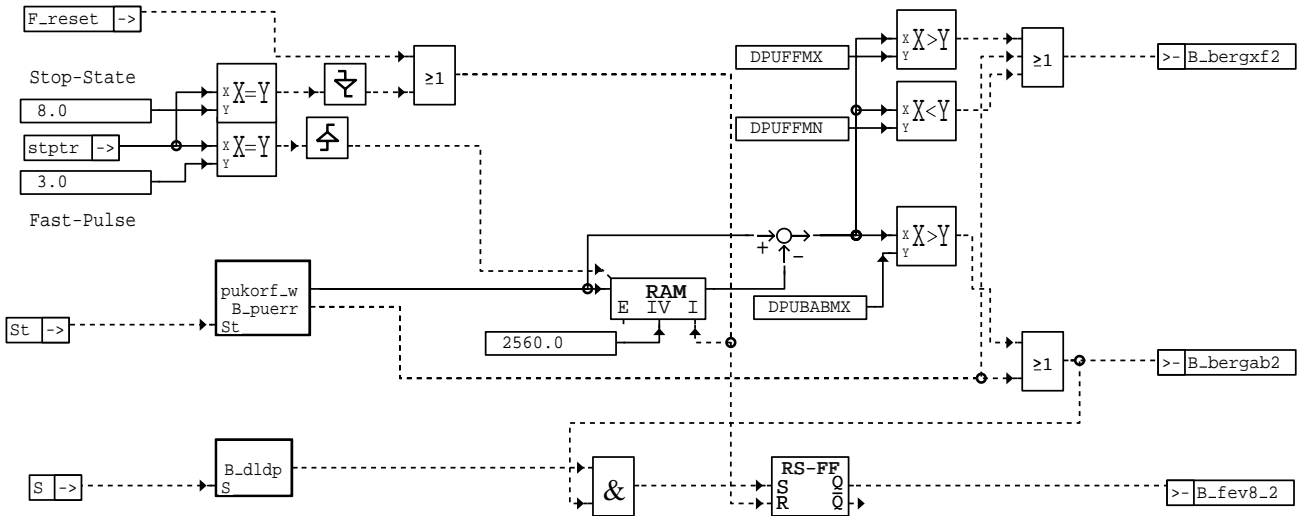 F_reset ->
Stop-State
8.0
stptr ->
3.0
Fast-Pulse
X
Y
X=Y
X
Y
X=Y
≥1
DPUFFMX
X
Y
X>Y
DPUFFMN
X
Y
X<Y
≥1
>- B_bergxf2
X
Y
X>Y
DPUBABMX
+
-
pukorf_w
B_puerr
St
St ->
RAM
E IV I
2560.0
≥1
>- B_bergab2
S ->
B_dldp
S
&
RS-FF
S Q
R Q̅
>- B_fev8_2